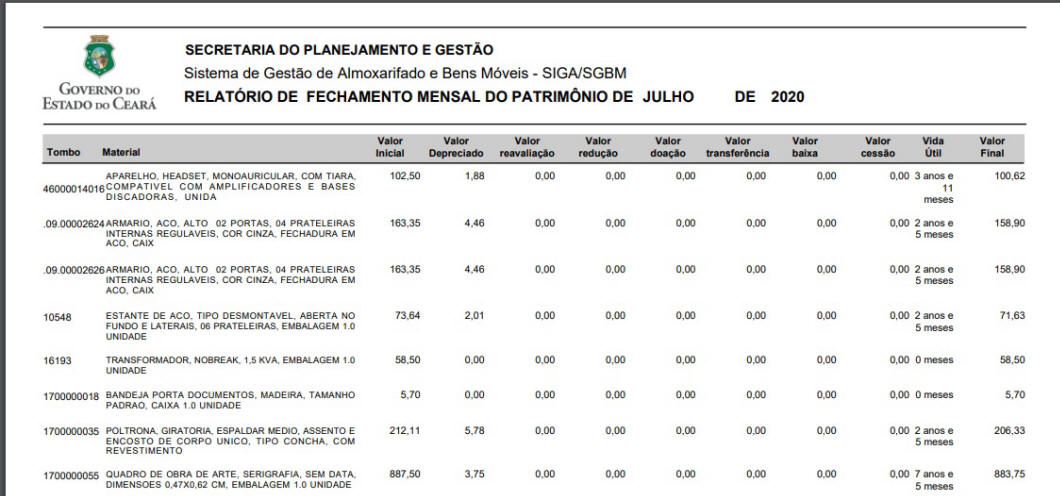 SECRETARIA DO PLANEJAMENTO E GESTÃO
Sistema de Gestão de Almoxarifado e Bens Móveis - SIGA/SGBM
GOVERNO DO
ESTADO DO CEARÁ
RELATÓRIO DE FECHAMENTO MENSAL DO PATRIMÔNIO DE JULHO DE 2020
Valor Valor Valor Valor Valor Valor Valor Valor Vida Valor
Tombo Material Inicial Depreciado reavaliação redução doação transferência baixa cessão Útil Final
APARELHO, HEADSET, MONOAURICULAR, COM TIARA, 102,50 1,88 0,00 0,00 0,00 0,00 0,00 0,00 3 anos e 100,62
46000014016 COMPATIVEL COM AMPLIFICADORES E BASES 11
DISCADORAS, UNIDA meses
.09.00002624 ARMARIO, ACO, ALTO 02 PORTAS, 04 PRATELEIRAS 163,35 4,46 0,00 0,00 0,00 0,00 0,00 0,00 2 anos e 158,90
INTERNAS REGULAVEIS, COR CINZA, FECHADURA EM 5 meses
ACO, CAIX
.09.00002626 ARMARIO, ACO, ALTO 02 PORTAS, 04 PRATELEIRAS 163,35 4,46 0,00 0,00 0,00 0,00 0,00 0,00 2 anos e 158,90
INTERNAS REGULAVEIS, COR CINZA, FECHADURA EM 5 meses
ACO, CAIX
10548 ESTANTE DE ACO, TIPO DESMONTAVEL, ABERTA NO 73,64 2,01 0,00 0,00 0,00 0,00 0,00 0,00 2 anos e 71,63
FUNDO E LATERAIS, 06 PRATELEIRAS, EMBALAGEM 1.0 5 meses
UNIDADE
16193 TRANSFORMADOR, NOBREAK, 1,5 KVA, EMBALAGEM 1.0 58,50 0,00 0,00 0,00 0,00 0,00 0,00 0,00 0 meses 58,50
UNIDADE
1700000018 BANDEJA PORTA DOCUMENTOS, MADEIRA, TAMANHO 5,70 0,00 0,00 0,00 0,00 0,00 0,00 0,00 0 meses 5,70
PADRAO, CAIXA 1.0 UNIDADE
1700000035 POLTRONA, GIRATORIA, ESPALDAR MEDIO, ASSENTO E 212,11 5,78 0,00 0,00 0,00 0,00 0,00 0,00 2 anos e 206,33
ENCOSTO DE CORPO UNICO, TIPO CONCHA, COM 5 meses
REVESTIMENTO
1700000055 QUADRO DE OBRA DE ARTE, SERIGRAFIA, SEM DATA, 887,50 3,75 0,00 0,00 0,00 0,00 0,00 0,00 7 anos e 883,75
DIMENSOES 0,47X0,62 CM, EMBALAGEM 1.0 UNIDADE 5 meses